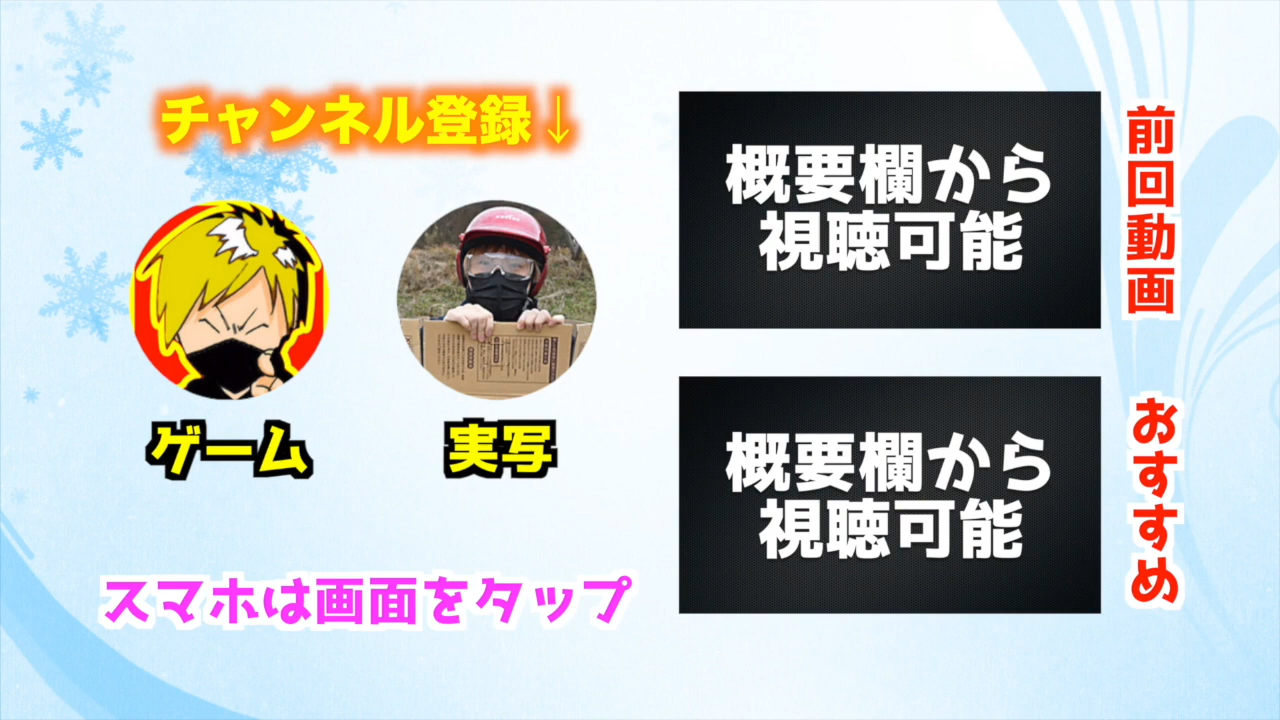 チャンネル登録↓
ゲーム
実写
スマホは画面をタップ
概要欄から
視聴可能
前回動画
概要欄から
視聴可能
おすすめ